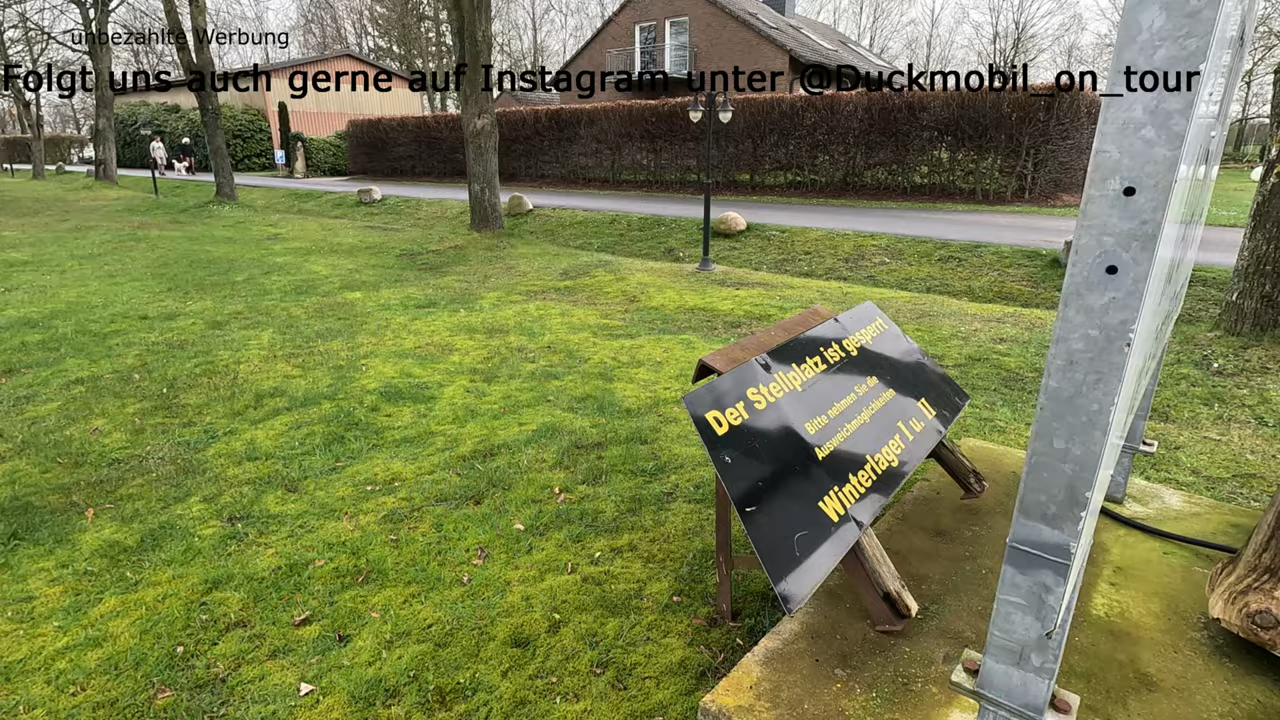 unbezahlte Werbung
Folgt uns auch gerne auf Instagram unter @Duckmobil_on_tour
Der Stellplatz ist gesperrt
Bitte nehmen Sie die
Ausweichmöglichkeiten
Winterlager I u. II